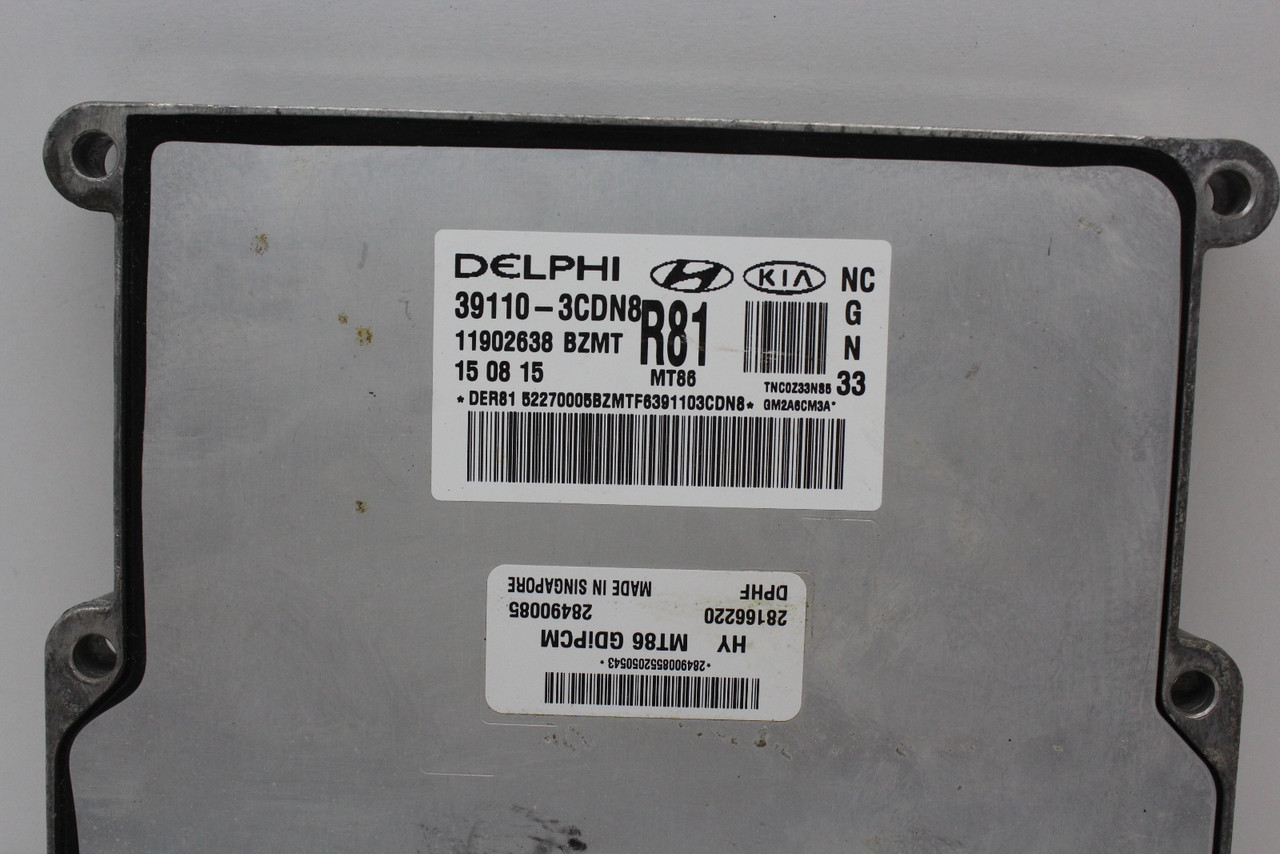 DELPHI KIA NC
39110-3CDN8 R81 G
11902638 BZMT N
15 08 15 MT86 TNC0Z33N85 33
*DER81 52270005BZMTF6391103CDN8* GM2A6CM3A*
*2849008552050543*
HY MT86 GDiPCM
28166220 28490085
DPHF MADE IN SINGAPORE